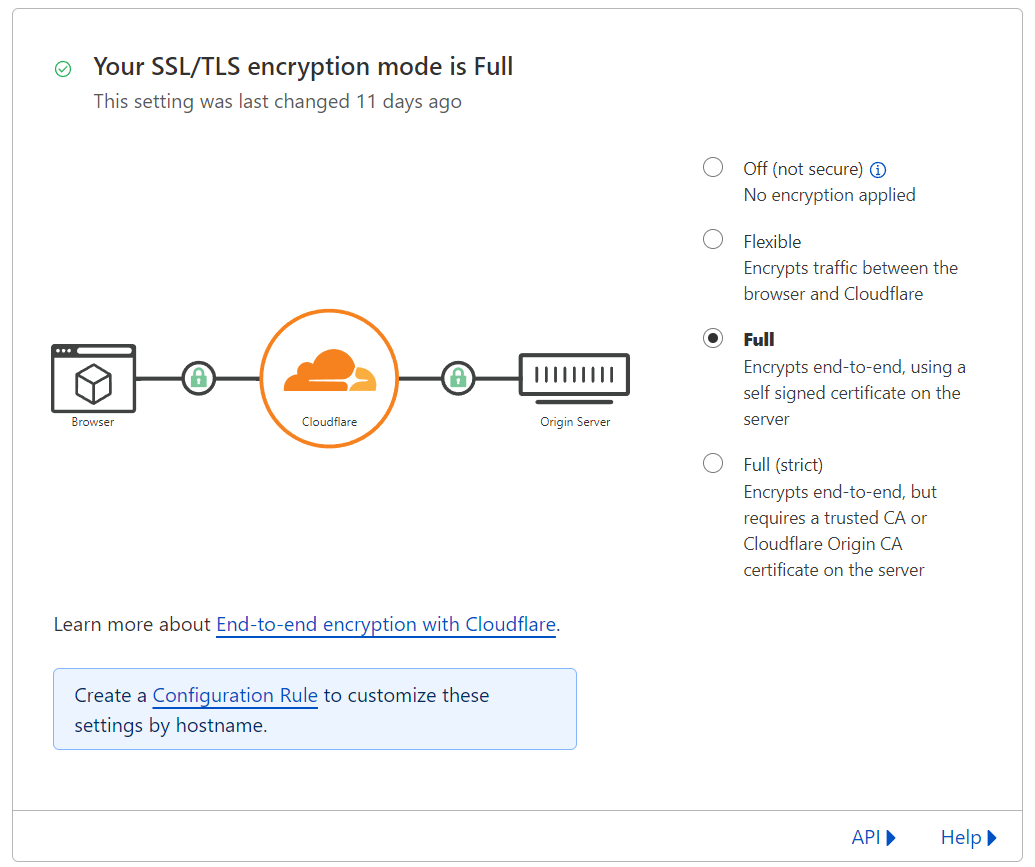 Your SSL/TLS encryption mode is Full
This setting was last changed 11 days ago
Off (not secure)
No encryption applied
Flexible
Encrypts traffic between the
browser and Cloudflare
Full
Encrypts end-to-end, using a
self signed certificate on the
server
Full (strict)
Encrypts end-to-end, but
requires a trusted CA or
Cloudflare Origin CA
certificate on the server
Browser
Cloudflare
Origin Server
Learn more about End-to-end encryption with Cloudflare.
Create a Configuration Rule to customize these
settings by hostname.
API
Help